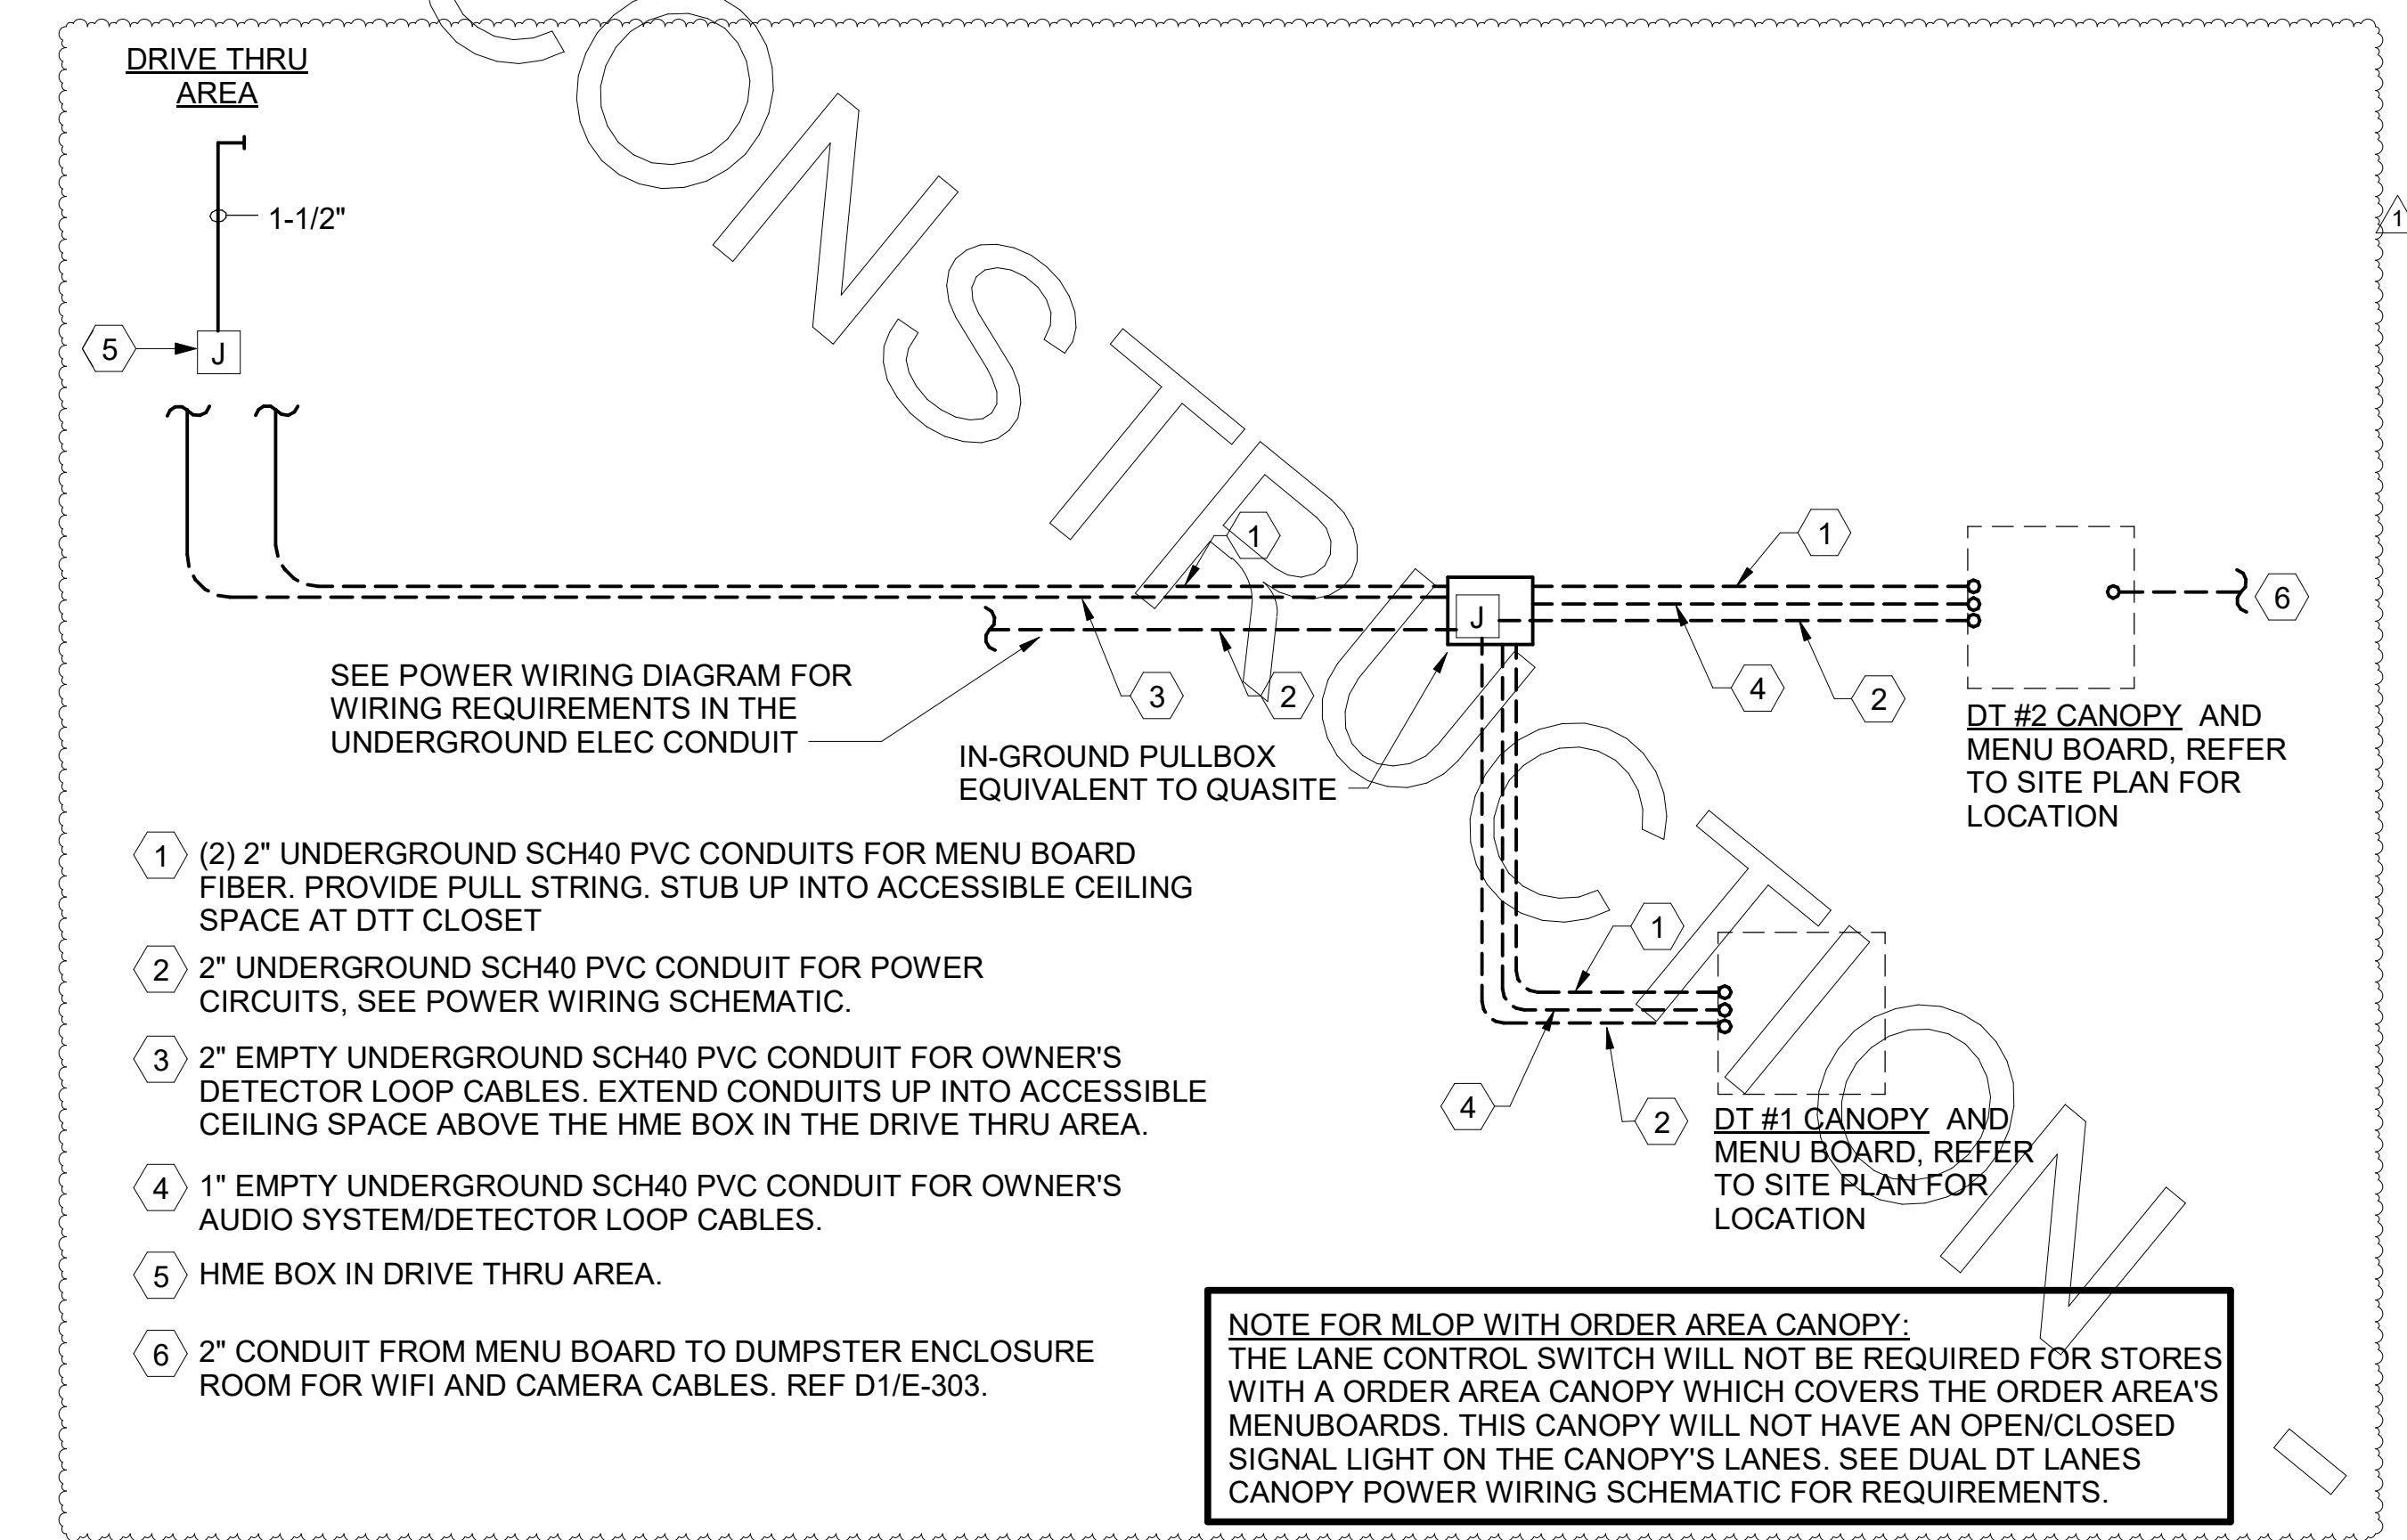 DRIVE THRU
AREA
1-1/2"
1
5
J
1
1
J
6
3
2
4
2
SEE POWER WIRING DIAGRAM FOR
WIRING REQUIREMENTS IN THE
UNDERGROUND ELEC CONDUIT
IN-GROUND PULLBOX
EQUIVALENT TO QUASITE
DT #2 CANOPY AND
MENU BOARD, REFER
TO SITE PLAN FOR
LOCATION
1
4
2
DT #1 CANOPY AND
MENU BOARD, REFER
TO SITE PLAN FOR
LOCATION
1 (2) 2" UNDERGROUND SCH40 PVC CONDUITS FOR MENU BOARD
FIBER. PROVIDE PULL STRING. STUB UP INTO ACCESSIBLE CEILING
SPACE AT DTT CLOSET
2 2" UNDERGROUND SCH40 PVC CONDUIT FOR POWER
CIRCUITS, SEE POWER WIRING SCHEMATIC.
3 2" EMPTY UNDERGROUND SCH40 PVC CONDUIT FOR OWNER'S
DETECTOR LOOP CABLES. EXTEND CONDUITS UP INTO ACCESSIBLE
CEILING SPACE ABOVE THE HME BOX IN THE DRIVE THRU AREA.
4 1" EMPTY UNDERGROUND SCH40 PVC CONDUIT FOR OWNER'S
AUDIO SYSTEM/DETECTOR LOOP CABLES.
5 HME BOX IN DRIVE THRU AREA.
6 2" CONDUIT FROM MENU BOARD TO DUMPSTER ENCLOSURE
ROOM FOR WIFI AND CAMERA CABLES. REF D1/E-303.
NOTE FOR MLOP WITH ORDER AREA CANOPY:
THE LANE CONTROL SWITCH WILL NOT BE REQUIRED FOR STORES
WITH A ORDER AREA CANOPY WHICH COVERS THE ORDER AREA'S
MENUBOARDS. THIS CANOPY WILL NOT HAVE AN OPEN/CLOSED
SIGNAL LIGHT ON THE CANOPY'S LANES. SEE DUAL DT LANES
CANOPY POWER WIRING SCHEMATIC FOR REQUIREMENTS.
CONSTRUCTION